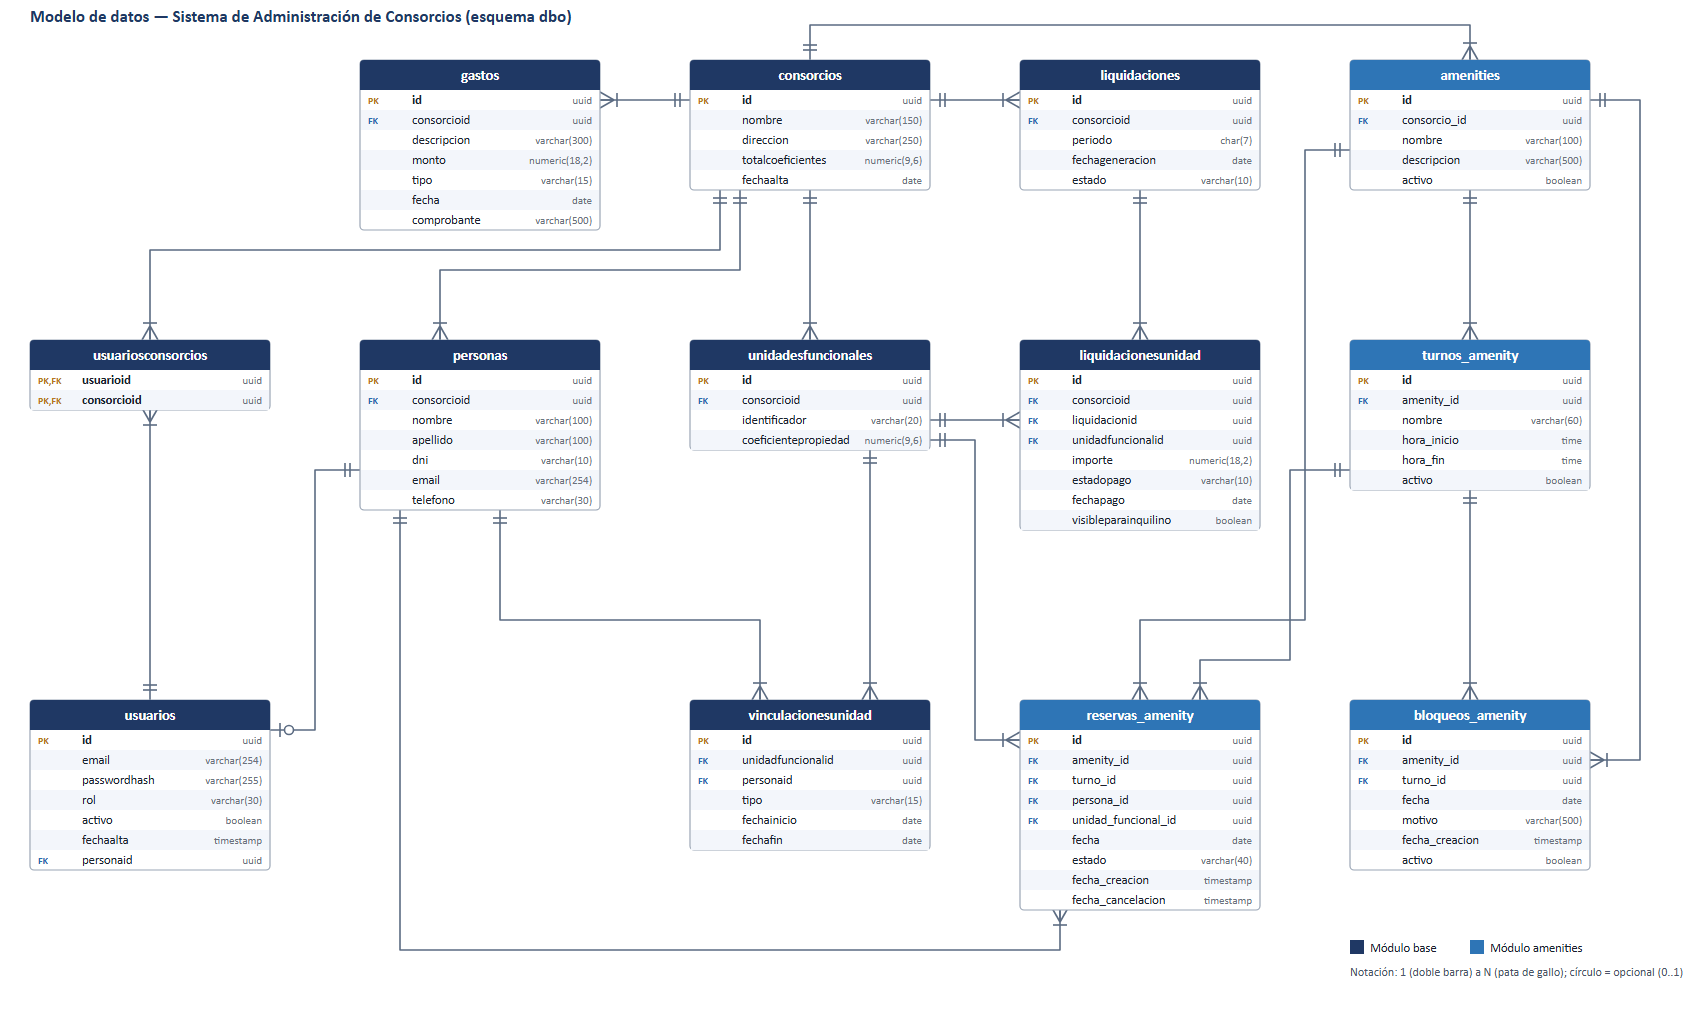 Modelo de datos — Sistema de Administración de Consorcios (esquema dbo)
gastos
PK id uuid
FK consorcioid uuid
descripcion varchar(300)
monto numeric(18,2)
tipo varchar(15)
fecha date
comprobante varchar(500)
consorcios
PK id uuid
nombre varchar(150)
direccion varchar(250)
totalcoeficientes numeric(9,6)
fechaalta date
liquidaciones
PK id uuid
FK consorcioid uuid
periodo char(7)
fechageneracion date
estado varchar(10)
amenities
PK id uuid
FK consorcio_id uuid
nombre varchar(100)
descripcion varchar(500)
activo boolean
usuariosconsorcios
PK,FK usuarioid uuid
PK,FK consorcioid uuid
personas
PK id uuid
FK consorcioid uuid
nombre varchar(100)
apellido varchar(100)
dni varchar(10)
email varchar(254)
telefono varchar(30)
unidadesfuncionales
PK id uuid
FK consorcioid uuid
identificador varchar(20)
coeficientepropiedad numeric(9,6)
liquidacionesunidad
PK id uuid
FK consorcioid uuid
FK liquidacionid uuid
FK unidadfuncionalid uuid
importe numeric(18,2)
estadopago varchar(10)
fechapago date
visibleparainquilino boolean
turnos_amenity
PK id uuid
FK amenity_id uuid
nombre varchar(60)
hora_inicio time
hora_fin time
activo boolean
usuarios
PK id uuid
email varchar(254)
passwordhash varchar(255)
rol varchar(30)
activo boolean
fechaalta timestamp
FK personaid uuid
vinculacionesunidad
PK id uuid
FK unidadfuncionalid uuid
FK personaid uuid
tipo varchar(15)
fechainicio date
fechafin date
reservas_amenity
PK id uuid
FK amenity_id uuid
FK turno_id uuid
FK persona_id uuid
FK unidad_funcional_id uuid
fecha date
estado varchar(40)
fecha_creacion timestamp
fecha_cancelacion timestamp
bloqueos_amenity
PK id uuid
FK amenity_id uuid
FK turno_id uuid
fecha date
motivo varchar(500)
fecha_creacion timestamp
activo boolean
Módulo base
Módulo amenities
Notación: 1 (doble barra) a N (pata de gallo); círculo = opcional (0..1)